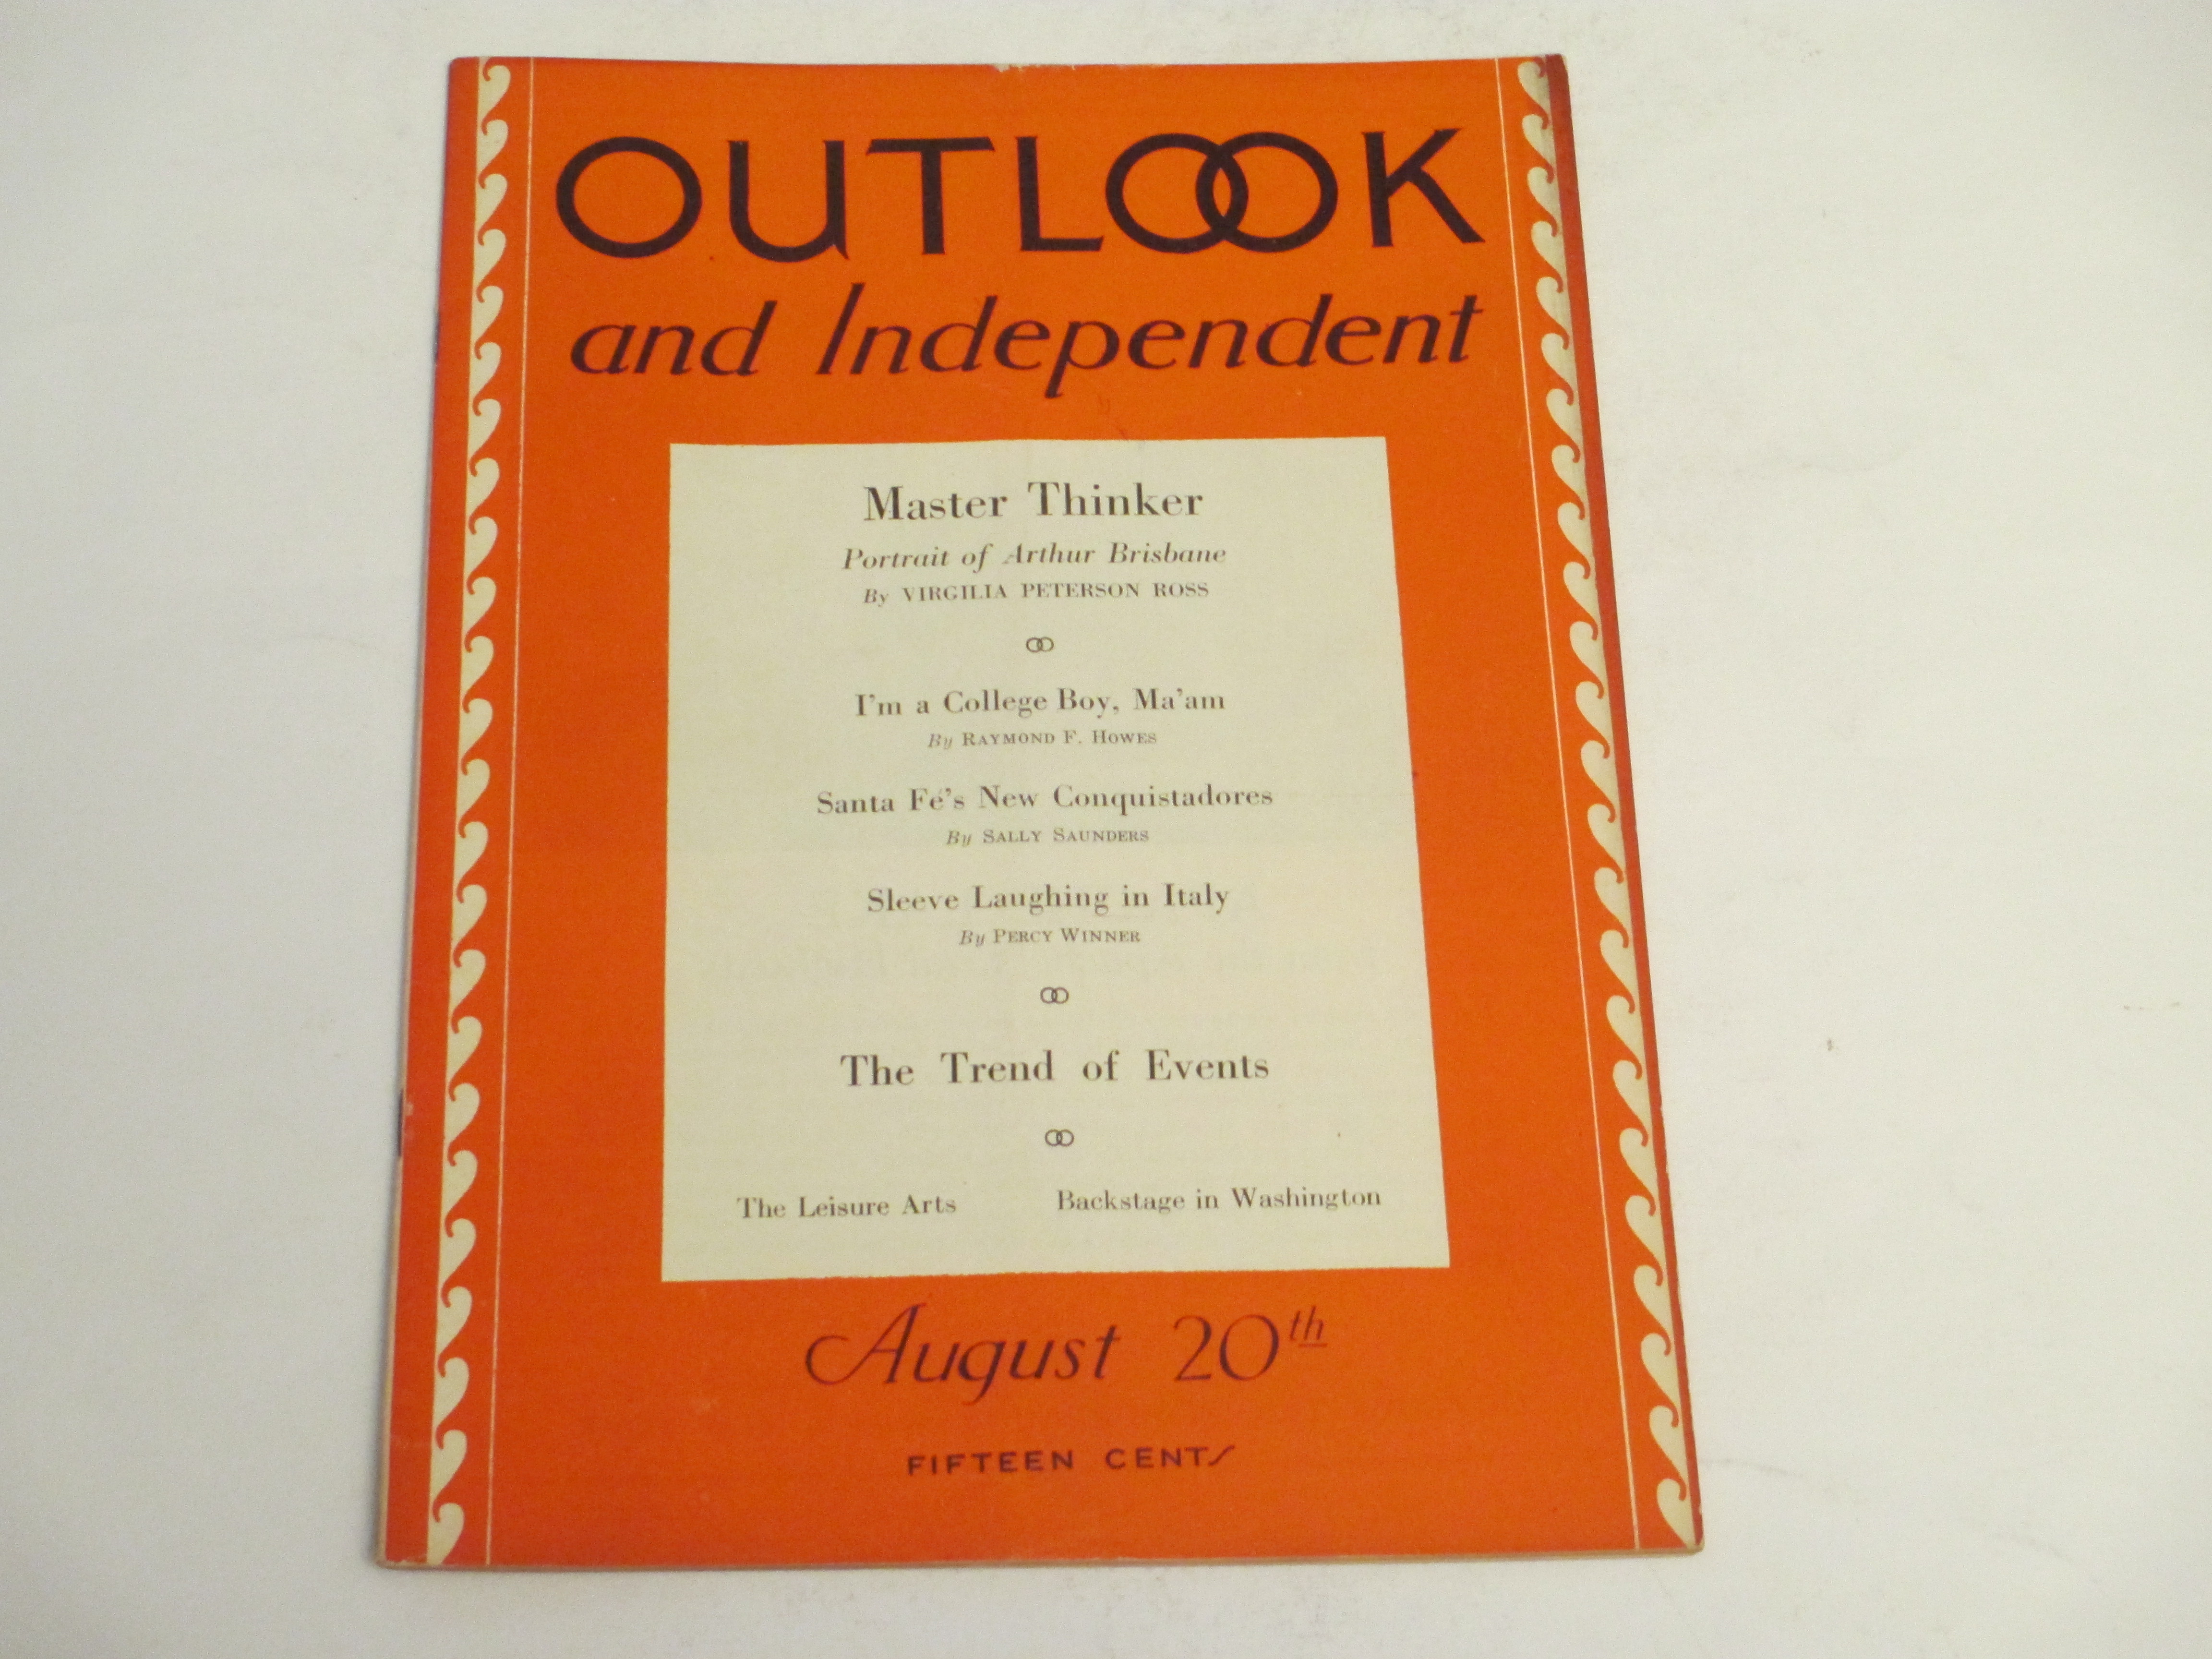 OUTLOOK
and Independent
Master Thinker
Portrait of Arthur Brisbane
By VIRGILIA PETERSON ROSS
I'm a College Boy, Ma'am
By RAYMOND F. HOWES
Santa Fé's New Conquistadores
By SALLY SAUNDERS
Sleeve Laughing in Italy
By PERCY WINNER
The Trend of Events
The Leisure Arts Backstage in Washington
August 20th
FIFTEEN CENTS